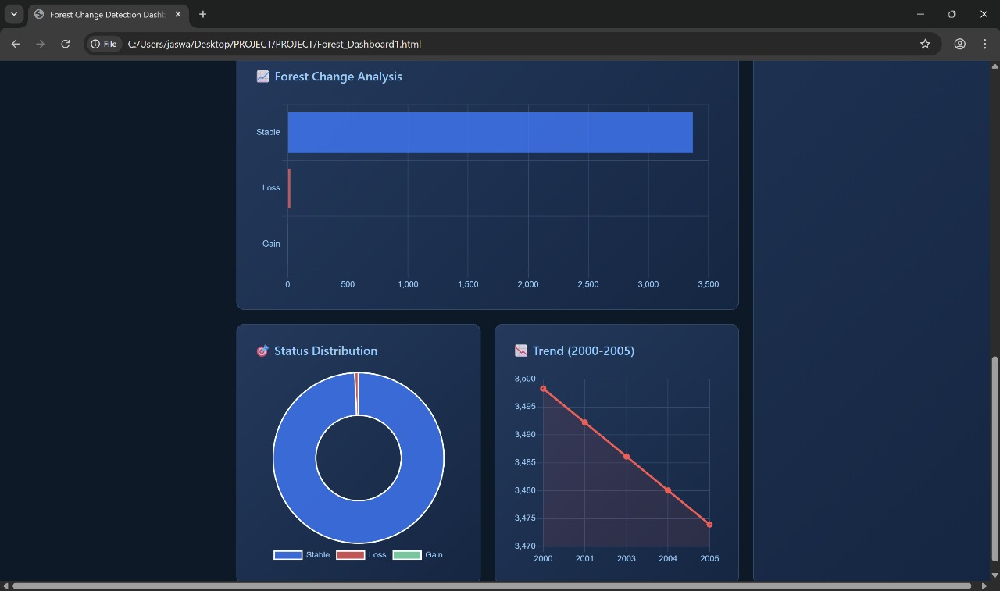 Forest Change Detection Dashb
File C:/Users/jaswa/Desktop/PROJECT/PROJECT/Forest_Dashboard1.html
Forest Change Analysis
Stable
Loss
Gain
0 500 1,000 1,500 2,000 2,500 3,000 3,500
Status Distribution
Stable Loss Gain
Trend (2000-2005)
3,500
3,495
3,490
3,485
3,480
3,475
3,470
2000 2001 2003 2004 2005